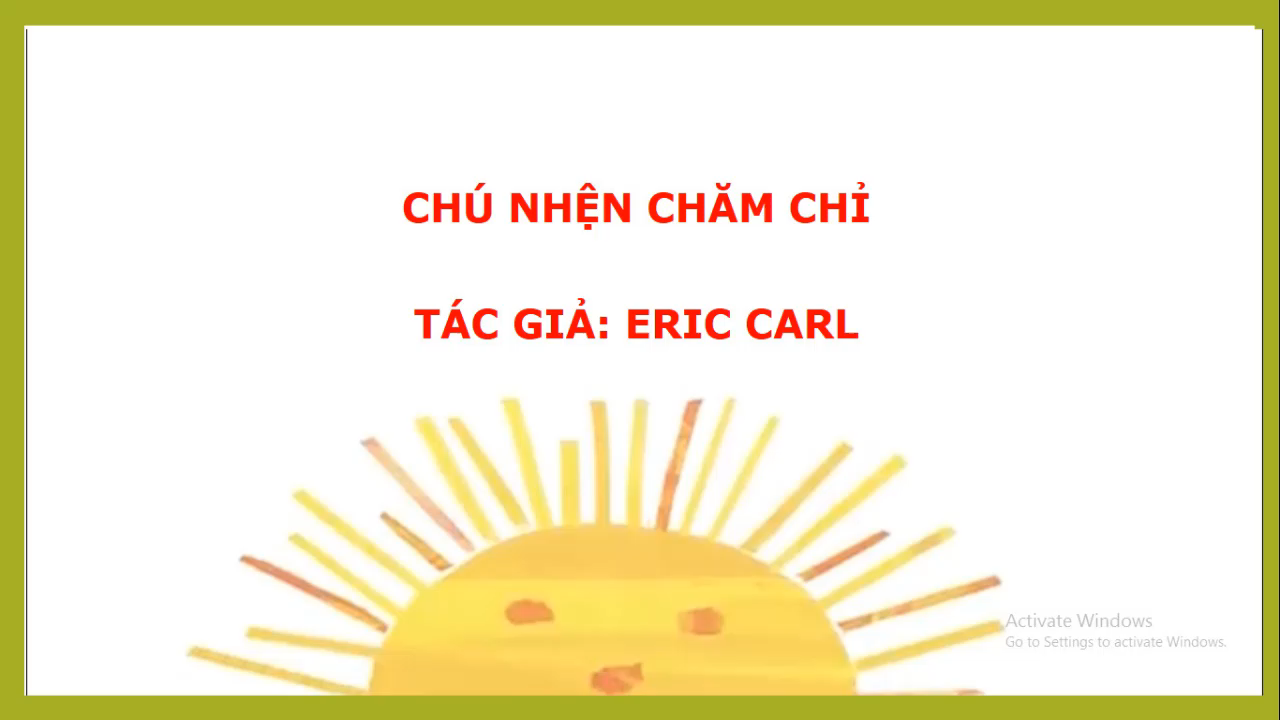 CHÚ NHỆN CHĂM CHỈ
TÁC GIẢ: ERIC CARL
Activate Windows
Go to Settings to activate Windows.